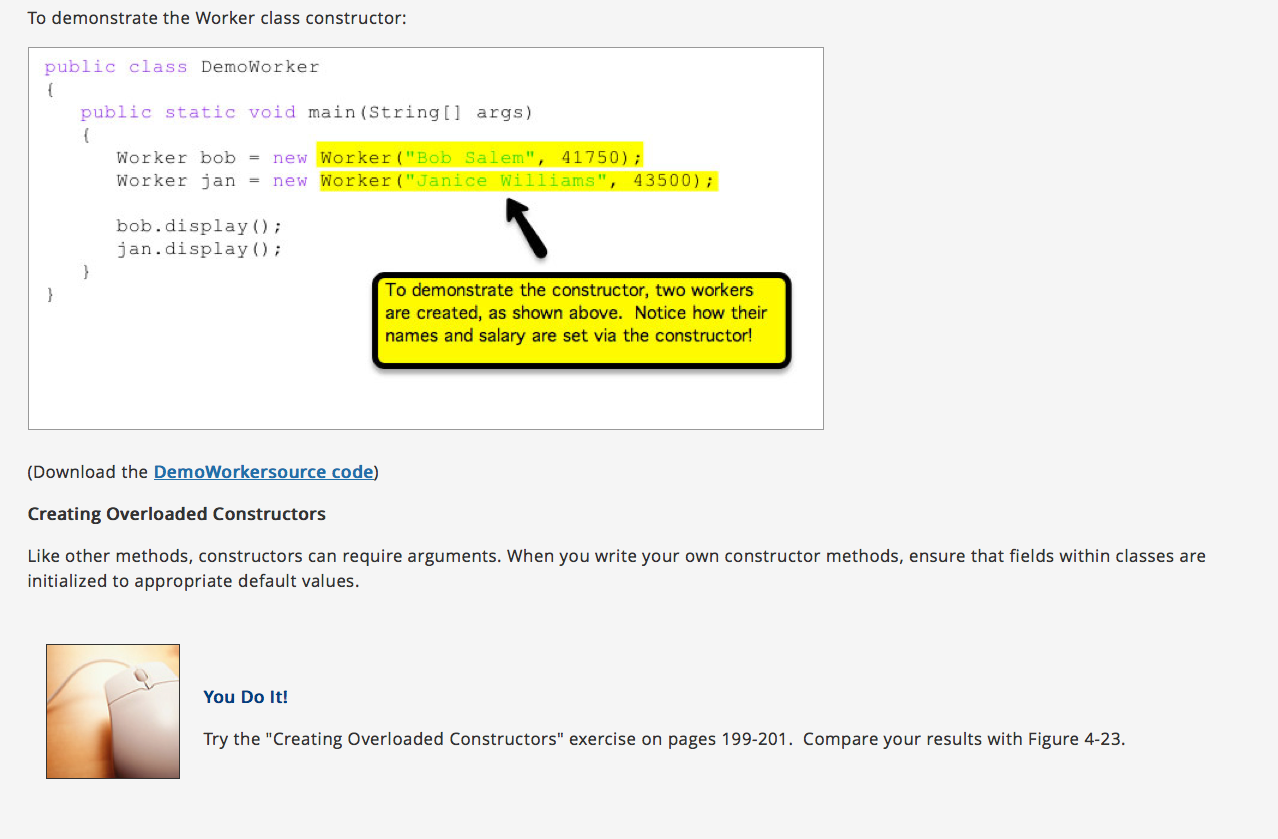 To demonstrate the Worker class constructor:
public class DemoWorker
{
public static void main(String[] args)
{
Worker bob = new Worker("Bob Salem", 41750);
Worker jan = new Worker("Janice Williams", 43500);
bob.display();
jan.display();
}
}
To demonstrate the constructor, two workers
are created, as shown above. Notice how their
names and salary are set via the constructor!
(Download the DemoWorkersource code)
Creating Overloaded Constructors
Like other methods, constructors can require arguments. When you write your own constructor methods, ensure that fields within classes are
initialized to appropriate default values.
You Do It!
Try the "Creating Overloaded Constructors" exercise on pages 199-201. Compare your results with Figure 4-23.